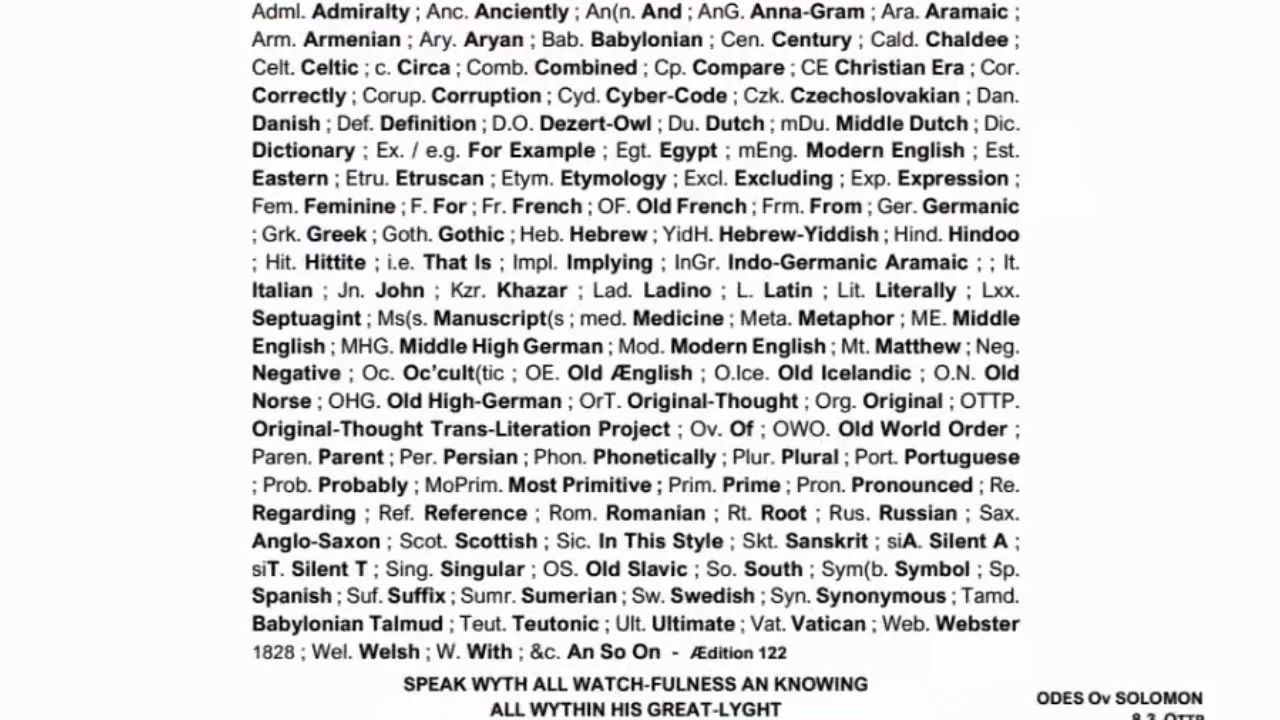 Adml. Admiralty ; Anc. Anciently ; An(n. And ; AnG. Anna-Gram ; Ara. Aramaic ;
Arm. Armenian ; Ary. Aryan ; Bab. Babylonian ; Cen. Century ; Cald. Chaldee ;
Celt. Celtic ; c. Circa ; Comb. Combined ; Cp. Compare ; CE Christian Era ; Cor.
Correctly ; Corup. Corruption ; Cyd. Cyber-Code ; Czk. Czechoslovakian ; Dan.
Danish ; Def. Definition ; D.O. Dezert-Owl ; Du. Dutch ; mDu. Middle Dutch ; Dic.
Dictionary ; Ex. / e.g. For Example ; Egt. Egypt ; mEng. Modern English ; Est.
Eastern ; Etru. Etruscan ; Etym. Etymology ; Excl. Excluding ; Exp. Expression ;
Fem. Feminine ; F. For ; Fr. French ; OF. Old French ; Frm. From ; Ger. Germanic
; Grk. Greek ; Goth. Gothic ; Heb. Hebrew ; YidH. Hebrew-Yiddish ; Hind. Hindoo
; Hit. Hittite ; i.e. That Is ; Impl. Implying ; InGr. Indo-Germanic Aramaic ; ; It.
Italian ; Jn. John ; Kzr. Khazar ; Lad. Ladino ; L. Latin ; Lit. Literally ; Lxx.
Septuagint ; Ms(s. Manuscript(s ; med. Medicine ; Meta. Metaphor ; ME. Middle
English ; MHG. Middle High German ; Mod. Modern English ; Mt. Matthew ; Neg.
Negative ; Oc. Oc'cult(tic ; OE. Old Ænglish ; O.Ice. Old Icelandic ; O.N. Old
Norse ; OHG. Old High-German ; OrT. Original-Thought ; Org. Original ; OTTP.
Original-Thought Trans-Literation Project ; Ov. Of ; OWO. Old World Order ;
Paren. Parent ; Per. Persian ; Phon. Phonetically ; Plur. Plural ; Port. Portuguese
; Prob. Probably ; MoPrim. Most Primitive ; Prim. Prime ; Pron. Pronounced ; Re.
Regarding ; Ref. Reference ; Rom. Romanian ; Rt. Root ; Rus. Russian ; Sax.
Anglo-Saxon ; Scot. Scottish ; Sic. In This Style ; Skt. Sanskrit ; siA. Silent A ;
siT. Silent T ; Sing. Singular ; OS. Old Slavic ; So. South ; Sym(b. Symbol ; Sp.
Spanish ; Suf. Suffix ; Sumr. Sumerian ; Sw. Swedish ; Syn. Synonymous ; Tamd.
Babylonian Talmud ; Teut. Teutonic ; Ult. Ultimate ; Vat. Vatican ; Web. Webster
1828 ; Wel. Welsh ; W. With ; &c. An So On - Ædition 122
SPEAK WYTH ALL WATCH-FULNESS AN KNOWING
ALL WYTHIN HIS GREAT-LYGHT
ODES Ov SOLOMON
8.3. OTTP